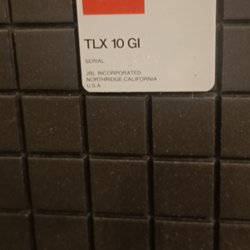 TLX 10 GI
SERIAL
JBL INCORPORATED
NORTHRIDGE, CALIFORNIA
U.S.A.